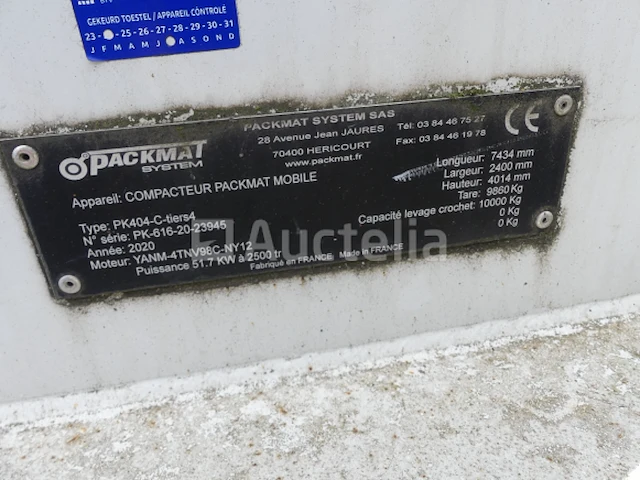 GEKEURD TOESTEL / APPAREIL CONTROLÉ
23- -25-26-27-28-29-30-31
J F M A M J A S O N D
PACKMAT SYSTEM
PACKMAT SYSTEM SAS
28 Avenue Jean JAURES
70400 HERICOURT
www.packmat.fr
Tél: 03 84 46 75 27
Fax: 03 84 46 19 78
CE
Appareil: COMPACTEUR PACKMAT MOBILE
Longueur: 7434 mm
Largeur: 2400 mm
Hauteur: 4014 mm
Tare: 9860 Kg
Capacité levage crochet: 10000 Kg
0 Kg
0 Kg
Type: PK404-C-tiers4
N° série: PK-616-20-23945
Année: 2020
Moteur: YANM-4TNV98C-NY12
Puissance 51.7 KW à 2500 tr
Fabriqué en FRANCE Made in FRANCE
Auctelia